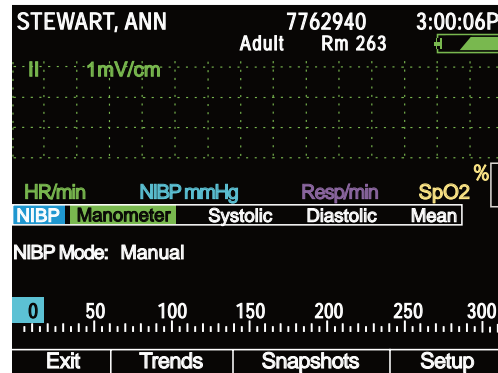 STEWART, ANN 7762940 3:00:06P
Adult Rm 263
II 1mV/cm
%
HR/min NIBP mmHg Resp/min SpO2
NIBP Manometer Systolic Diastolic Mean
NIBP Mode: Manual
0 50 100 150 200 250 300
Exit Trends Snapshots Setup